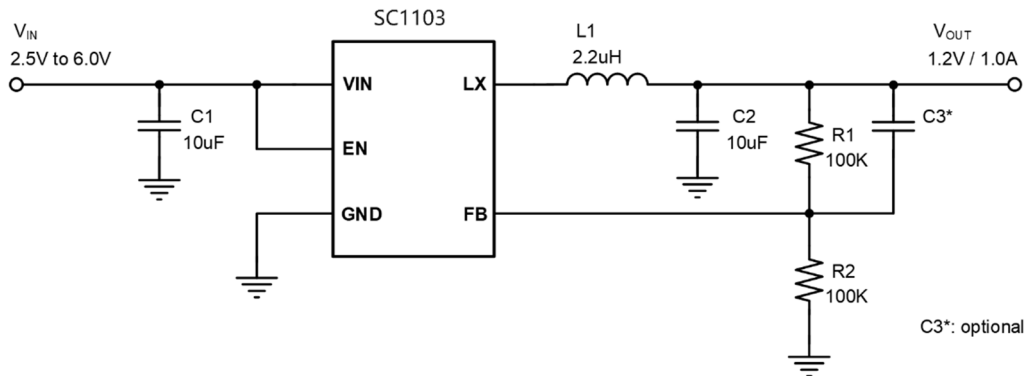 SC1103
VIN
2.5V to 6.0V
L1
2.2uH
VOUT
1.2V / 1.0A
VIN
LX
C1
10uF
EN
C2
10uF
R1
100K
C3*
GND
FB
R2
100K
C3*: optional